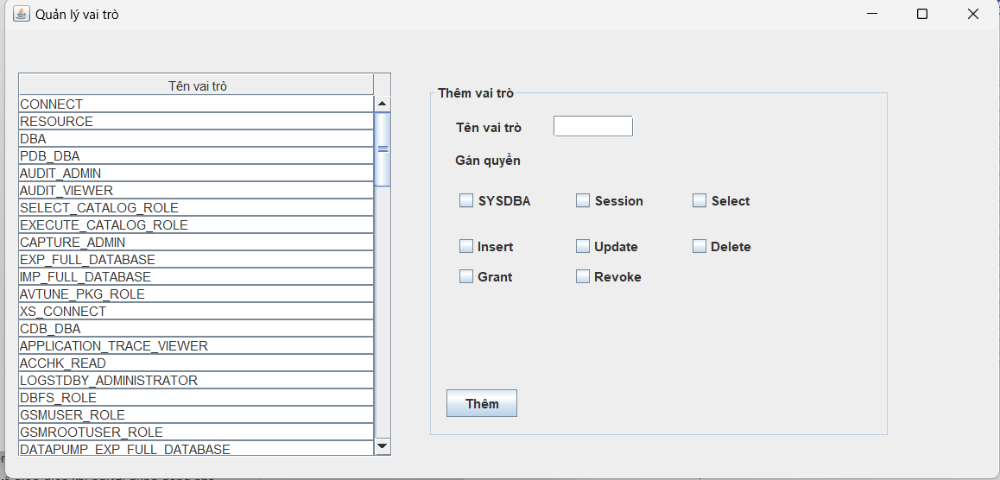 Quản lý vai trò
Tên vai trò
CONNECT
RESOURCE
DBA
PDB_DBA
AUDIT_ADMIN
AUDIT_VIEWER
SELECT_CATALOG_ROLE
EXECUTE_CATALOG_ROLE
CAPTURE_ADMIN
EXP_FULL_DATABASE
IMP_FULL_DATABASE
AVTUNE_PKG_ROLE
XS_CONNECT
CDB_DBA
APPLICATION_TRACE_VIEWER
ACCHK_READ
LOGSTDBY_ADMINISTRATOR
DBFS_ROLE
GSMUSER_ROLE
GSMROOTUSER_ROLE
DATAPUMP_EXP_FULL_DATABASE
Thêm vai trò
Tên vai trò
Gán quyền
SYSDBA Session Select
Insert Update Delete
Grant Revoke
Thêm